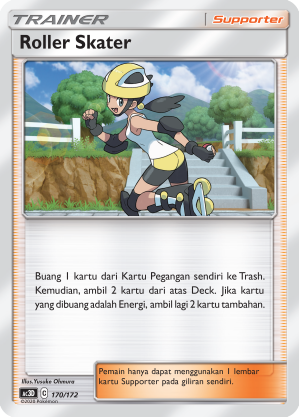 TRAINER Supporter
Roller Skater
Buang 1 kartu dari Kartu Pegangan sendiri ke Trash.
Kemudian, ambil 2 kartu dari atas Deck. Jika kartu
yang dibuang adalah Energi, ambil lagi 2 kartu tambahan.
Illus.Yusuke Ohmura
Pemain hanya dapat menggunakan 1 lembar
kartu Supporter pada giliran sendiri.
170/172
©2020 Pokémon